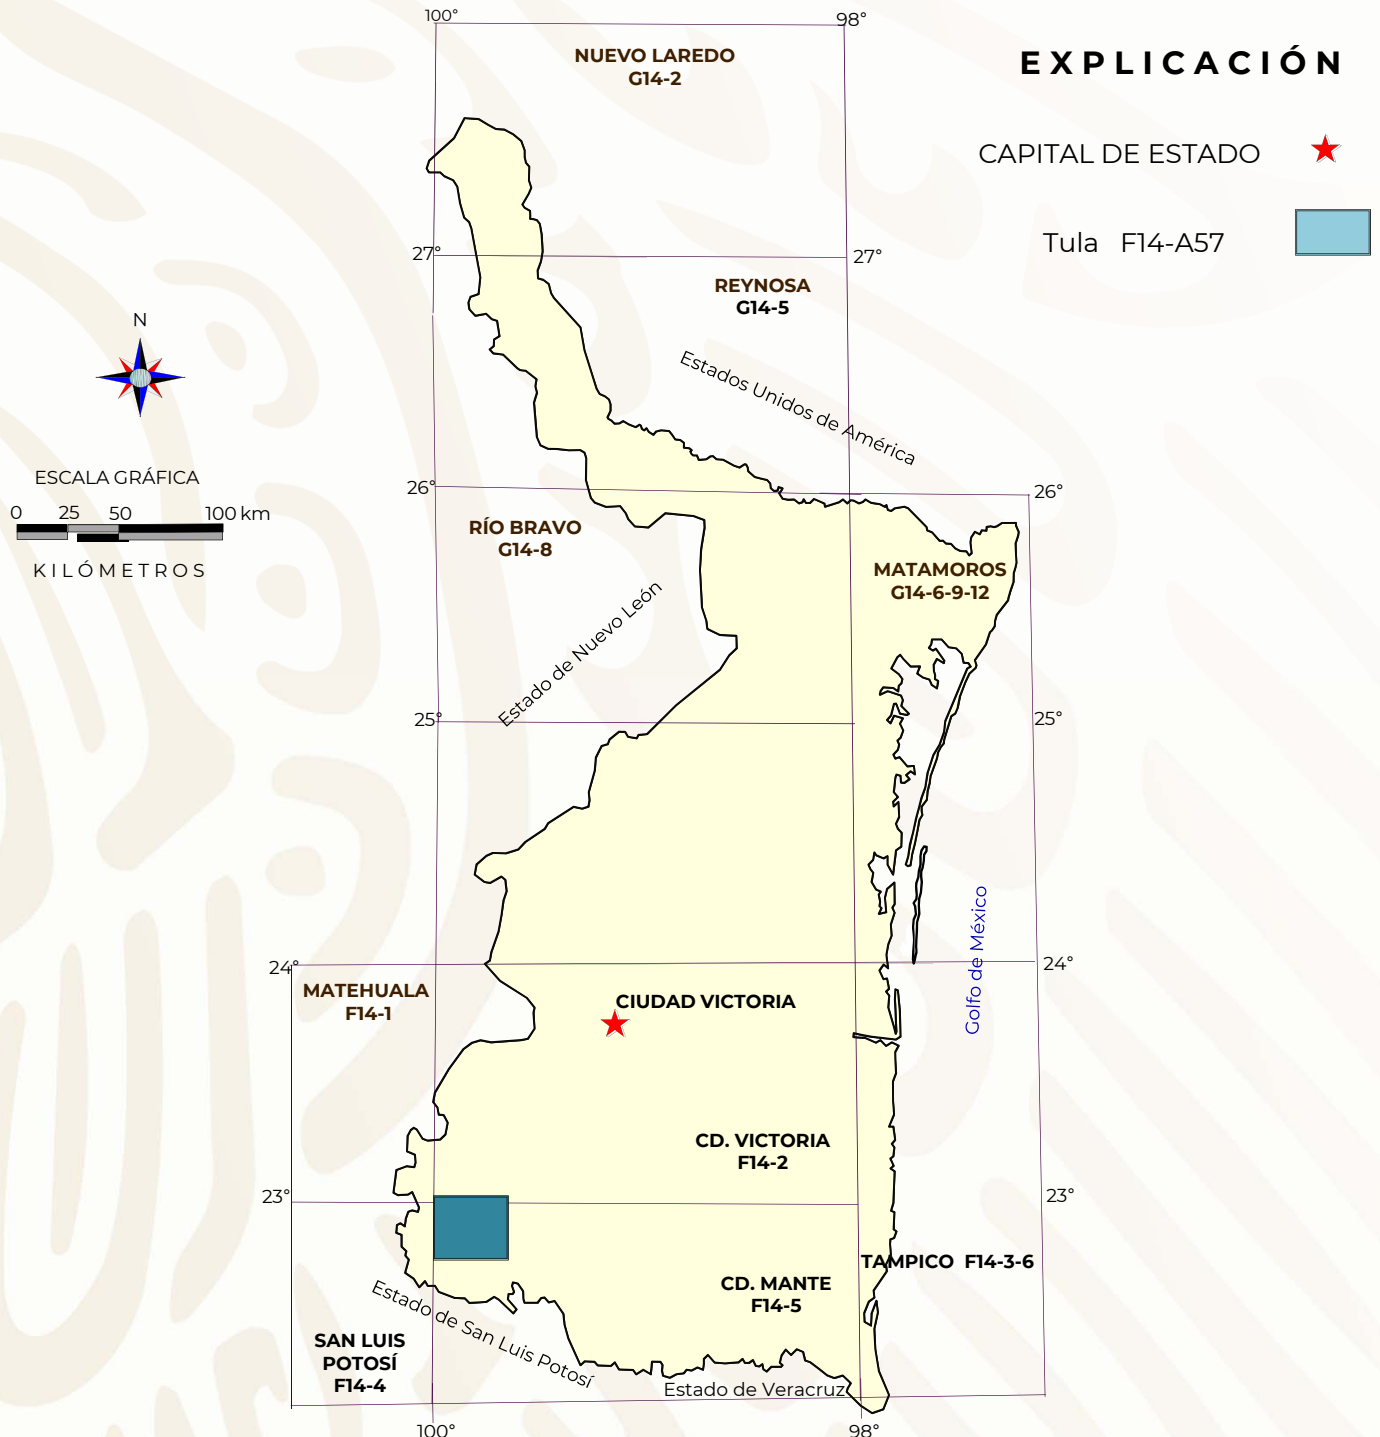 100°
98°
NUEVO LAREDO
G14-2
EXPLICACIÓN
CAPITAL DE ESTADO
Tula F14-A57
27°
27°
REYNOSA
G14-5
N
Estados Unidos de América
ESCALA GRÁFICA
0 25 50 100 km
KILÓMETROS
26°
26°
RÍO BRAVO
G14-8
MATAMOROS
G14-6-9-12
Estado de Nuevo León
25°
25°
Golfo de México
24°
24°
MATEHUALA
F14-1
CIUDAD VICTORIA
CD. VICTORIA
F14-2
23°
23°
TAMPICO F14-3-6
CD. MANTE
F14-5
Estado de San Luis Potosí
SAN LUIS
POTOSÍ
F14-4
Estado de Veracruz
100°
98°